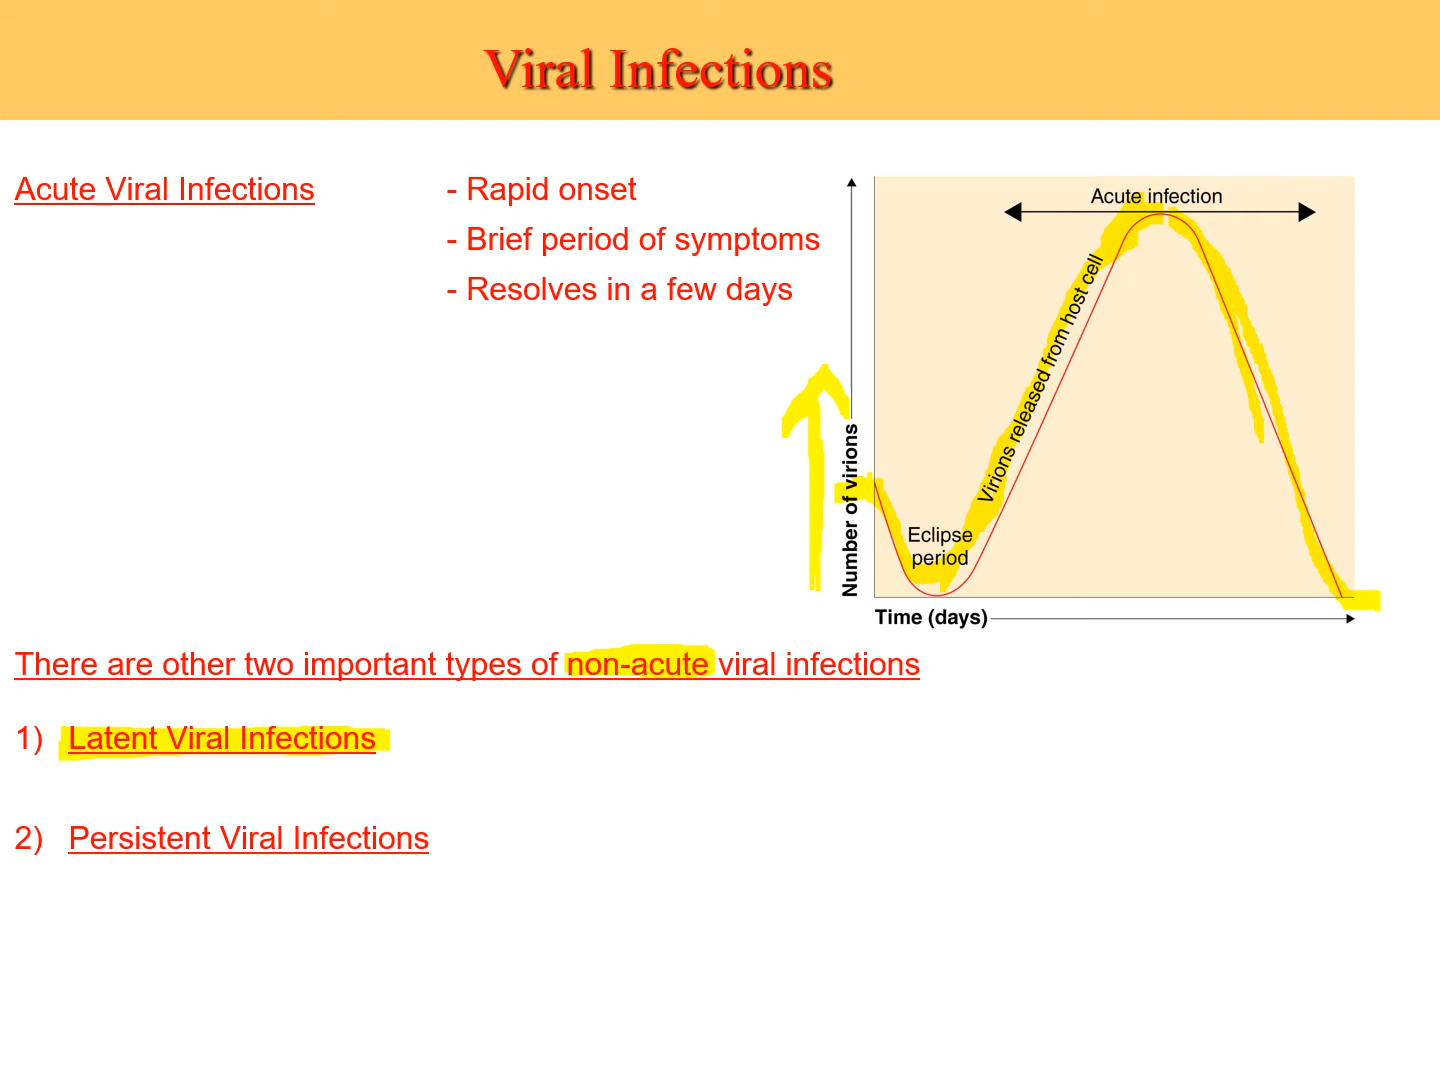 Viral Infections
Acute Viral Infections
- Rapid onset
- Brief period of symptoms
- Resolves in a few days
Acute infection
Virions released from host cell
Eclipse
period
Number of virions
Time (days)
There are other two important types of non-acute viral infections
1) Latent Viral Infections
2) Persistent Viral Infections